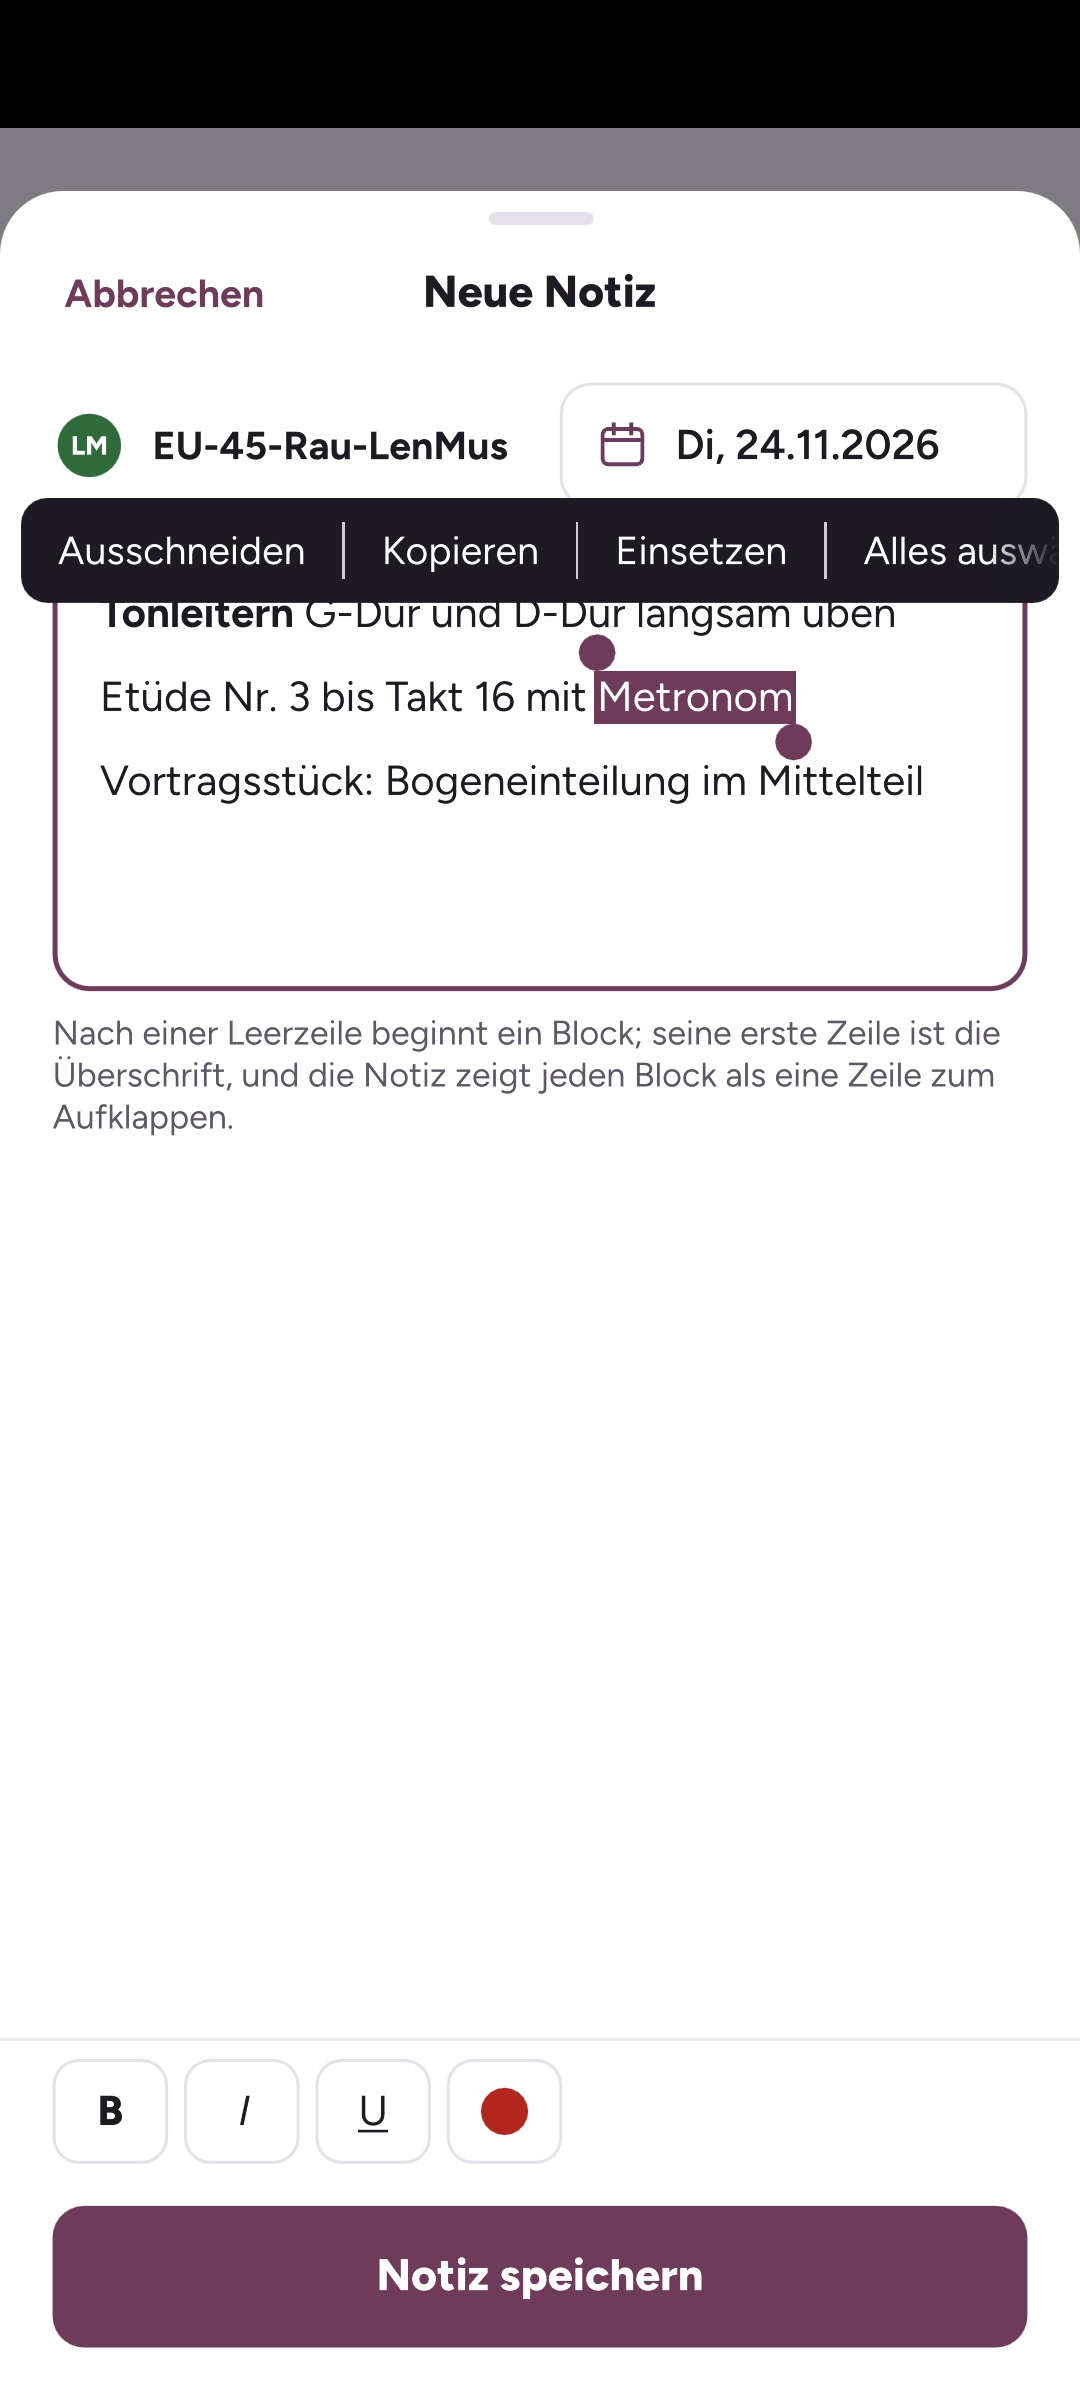 Abbrechen
Neue Notiz
LM
EU-45-Rau-LenMus
Di, 24.11.2026
Ausschneiden
Kopieren
Einsetzen
Alles
Tonleitern G-Dur und D-Dur langsam üben
Etüde Nr. 3 bis Takt 16 mit Metronom
Vortragsstück: Bogeneinteilung im Mittelteil
Nach einer Leerzeile beginnt ein Block; seine erste Zeile ist die
Überschrift, und die Notiz zeigt jeden Block als eine Zeile zum
Aufklappen.
B
I
U
Notiz speichern